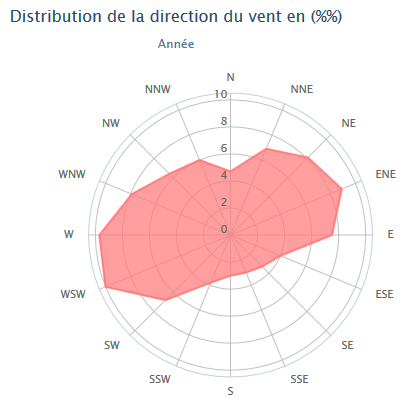 Distribution de la direction du vent en (%%)
Année
N
NNE
NE
ENE
E
ESE
SE
SSE
S
SSW
SW
WSW
W
WNW
NW
NNW
10
8
6
4
2
0